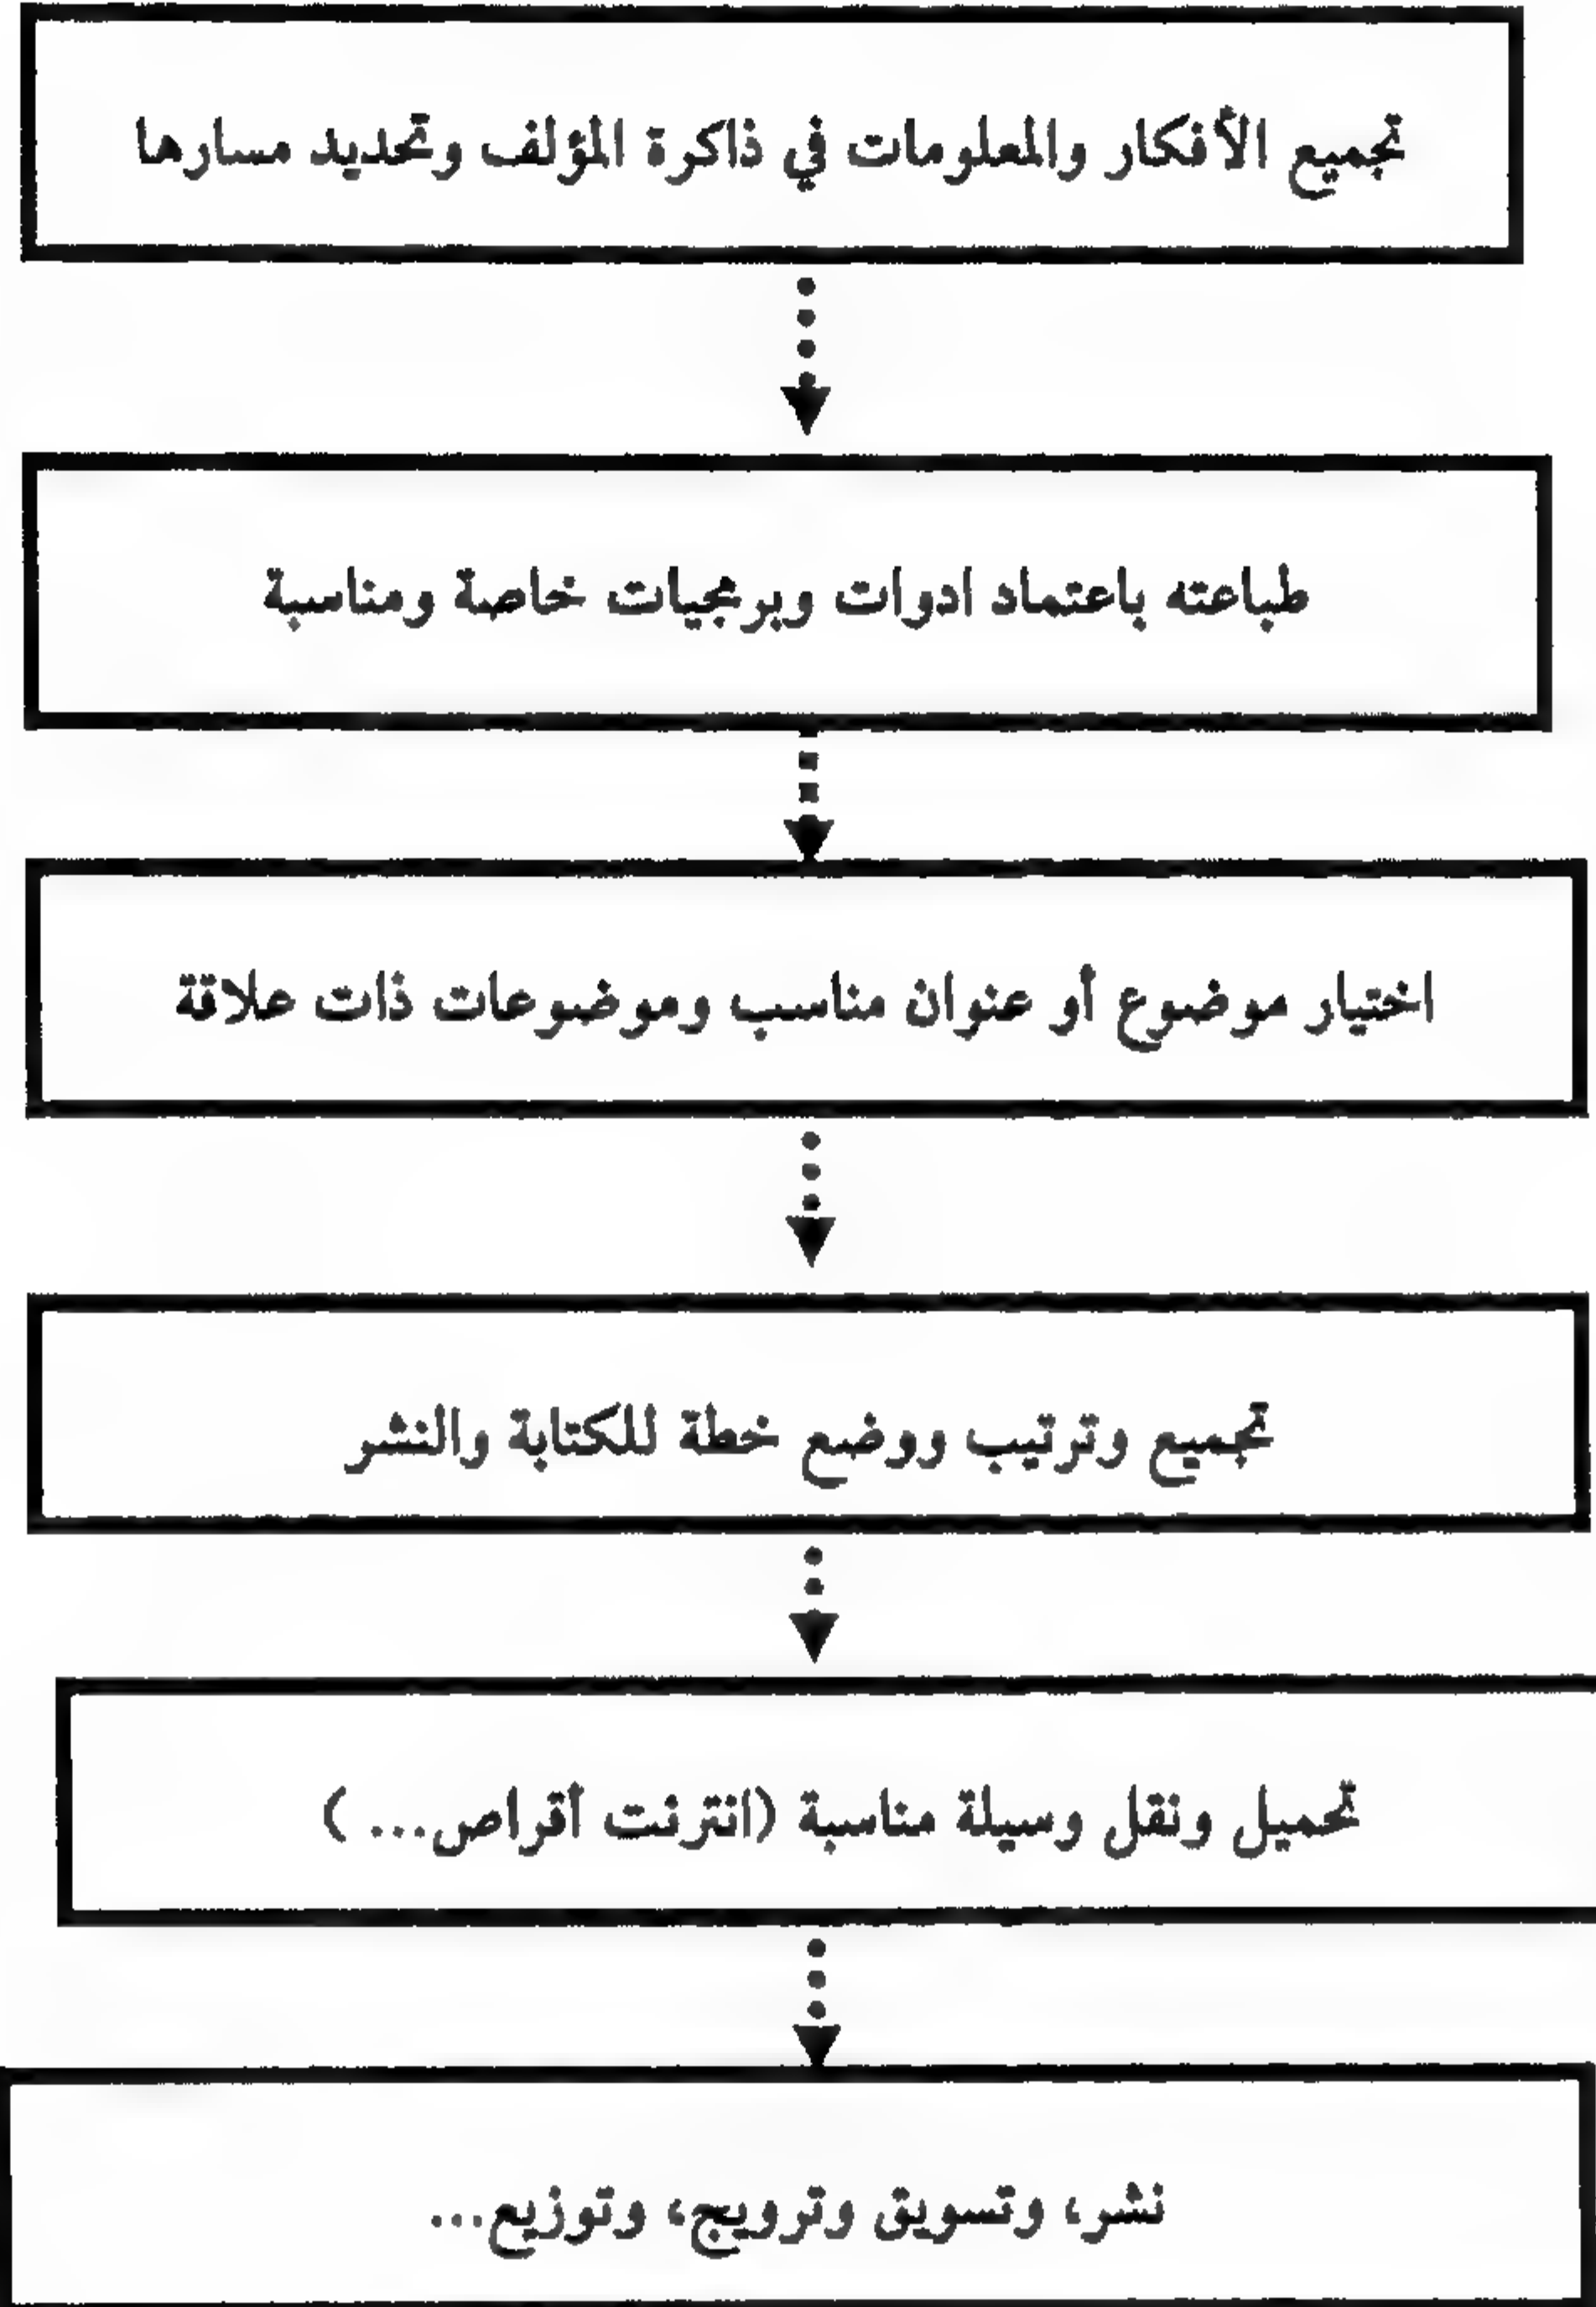 تجميع الأفكار والمعلومات في ذاكرة المؤلف وتحديد مسارها
طباعته باعتماد ادوات وبرمجيات خاصة ومناسبة
اختيار موضوع أو عنوان مناسب وموضوعات ذات علاقة
تجميع وترتيب ووضع خطة للكتابة والنشر
تحميل ونقل وسيلة مناسبة (انترنت أقراص... )
نشر، وتسويق وترويج، وتوزيع...